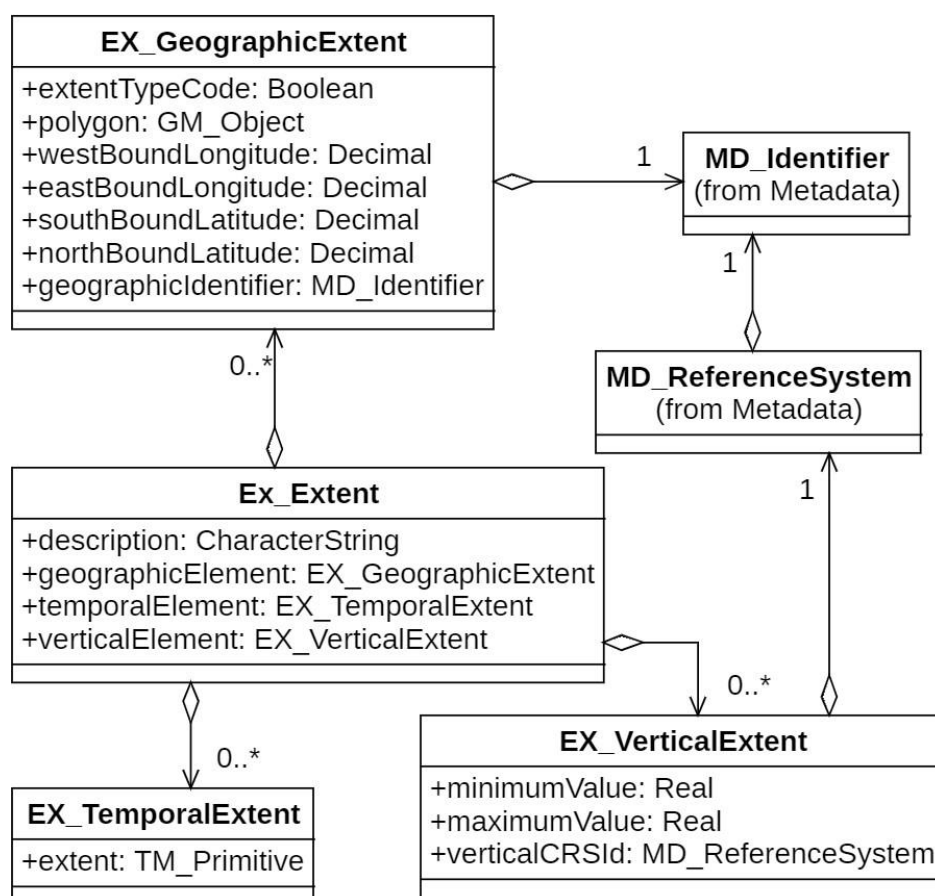 EX_GeographicExtent
+extentTypeCode: Boolean
+polygon: GM_Object
+westBoundLongitude: Decimal
+eastBoundLongitude: Decimal
+southBoundLatitude: Decimal
+northBoundLatitude: Decimal
+geographicIdentifier: MD_Identifier
1
MD_Identifier
(from Metadata)
1
0..*
MD_ReferenceSystem
(from Metadata)
1
Ex_Extent
+description: CharacterString
+geographicElement: EX_GeographicExtent
+temporalElement: EX_TemporalExtent
+verticalElement: EX_VerticalExtent
0..*
0..*
EX_TemporalExtent
+extent: TM_Primitive
EX_VerticalExtent
+minimumValue: Real
+maximumValue: Real
+verticalCRSId: MD_ReferenceSystem